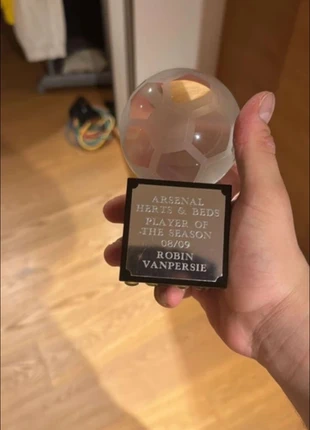 ARSENAL
HERTS & BEDS
PLAYER OF
THE SEASON
08/09
ROBIN
VANPERSIE